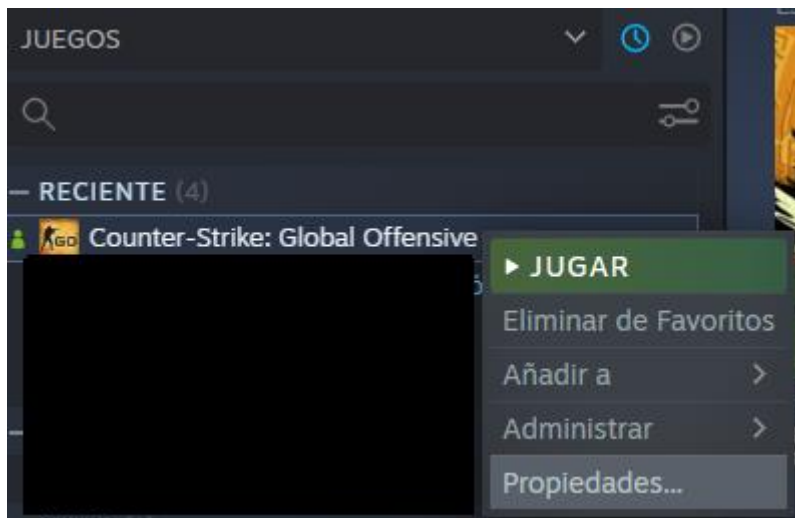 JUEGOS
— RECIENTE (4)
GO Counter-Strike: Global Offensive
JUGAR
Eliminar de Favoritos
Añadir a
Administrar
Propiedades...